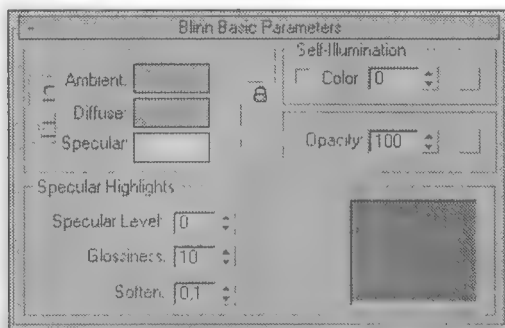 - Blinn Basic Parameters
Self-Illumination
Ambient:
Color 0
Diffuse:
Specular:
Opacity: 100
Specular Highlights
Specular Level: 0
Glossiness: 10
Soften: 0,1